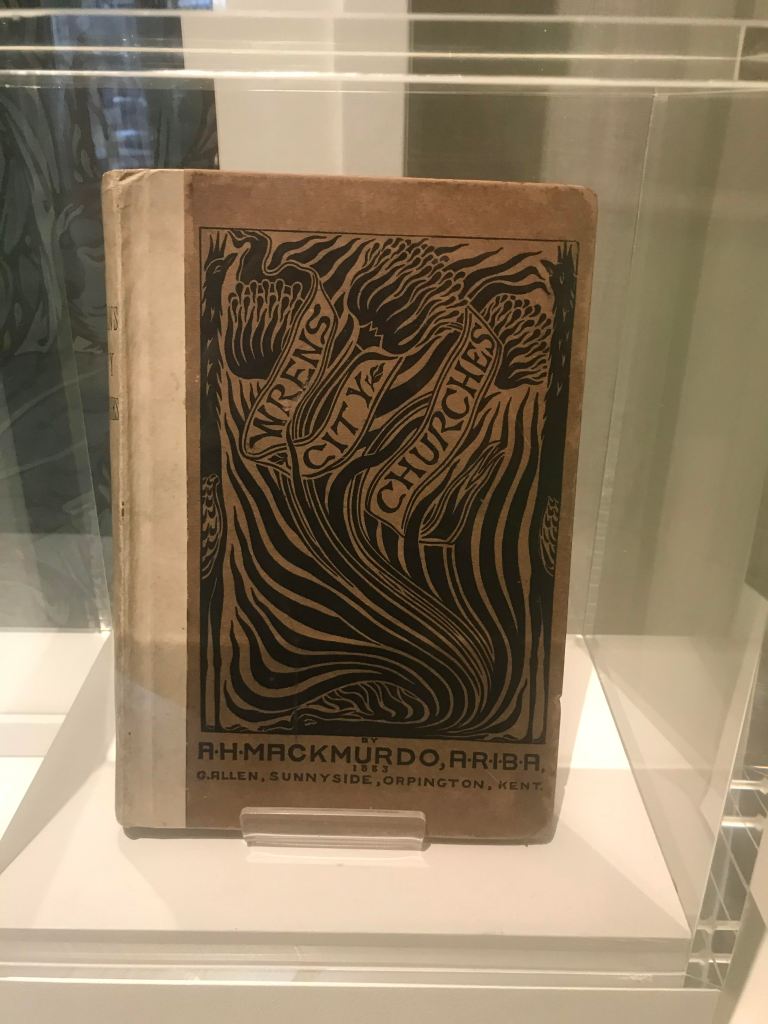 WRENS
CITY
CHURCHES
BY
A·H·MACKMURDO, A·R·I·B·A,
1883
G.ALLEN, SUNNYSIDE, ORPINGTON, KENT.